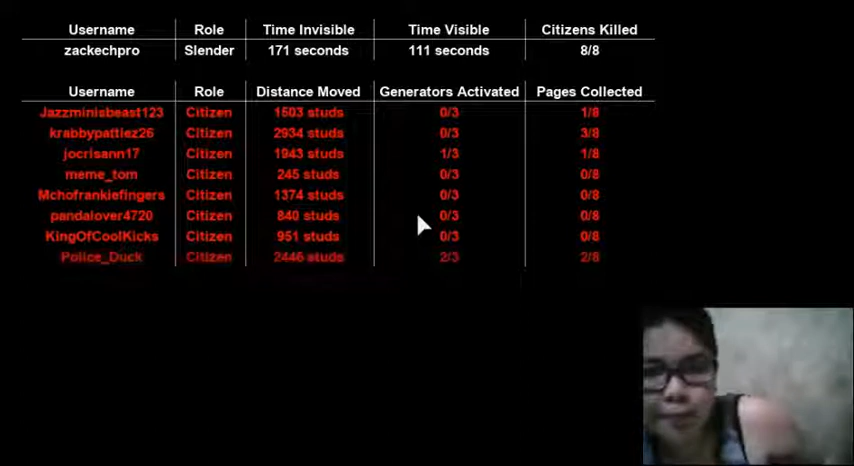 Username Role Time Invisible Time Visible Citizens Killed
zackechpro Slender 171 seconds 111 seconds 8/8
Username Role Distance Moved Generators Activated Pages Collected
Jazzminisbeast123 Citizen 1503 studs 0/3 1/8
krabbypattiez26 Citizen 2934 studs 0/3 3/8
jocrisann17 Citizen 1943 studs 1/3 1/8
meme_tom Citizen 245 studs 0/3 0/8
Mchofrankiefingers Citizen 1374 studs 0/3 0/8
pandalover4720 Citizen 840 studs 0/3 0/8
KingOfCoolKicks Citizen 951 studs 0/3 0/8
Police_Duck Citizen 2446 studs 2/3 2/8